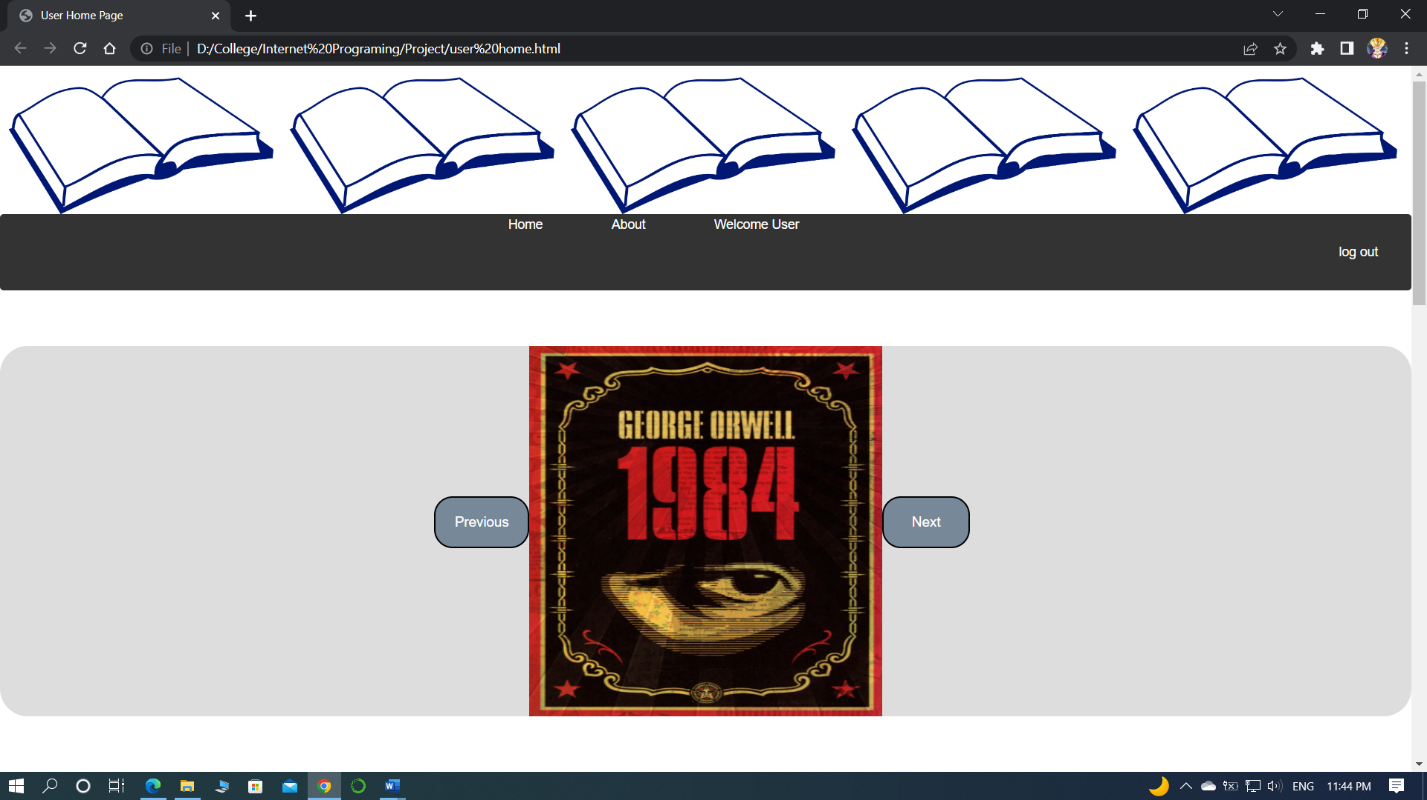 User Home Page
File | D:/College/Internet%20Programing/Project/user%20home.html
Home About Welcome User
log out
GEORGE ORWELL
1984
Previous
Next
ENG 11:44 PM